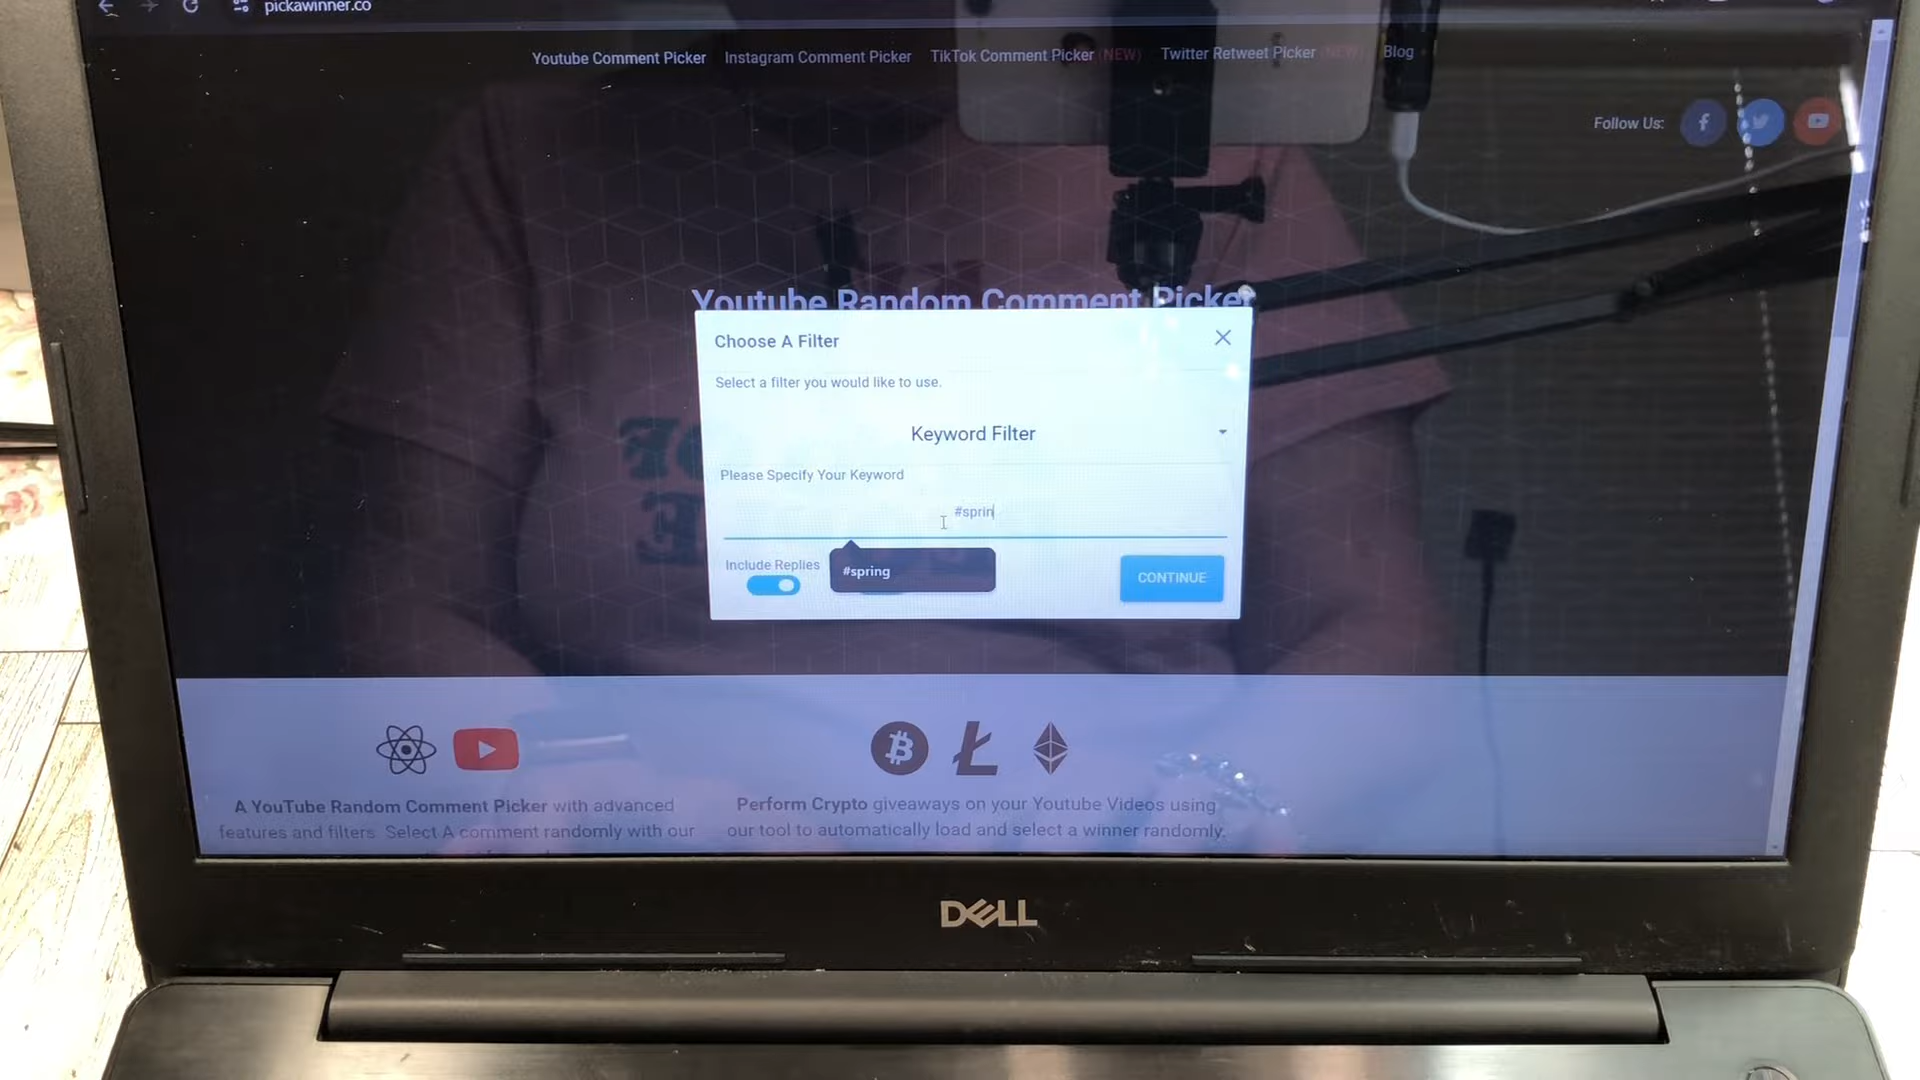 pickawinner.co
Youtube Comment Picker Instagram Comment Picker TikTok Comment Picker (NEW) Twitter Retweet Picker (NEW) Blog
Follow Us:
Youtube Random Comment Picker
Choose A Filter
Select a filter you would like to use.
Keyword Filter
Please Specify Your Keyword
#sprin
Include Replies
#spring
CONTINUE
A YouTube Random Comment Picker with advanced
features and filters. Select A comment randomly with our
Perform Crypto giveaways on your Youtube Videos using
our tool to automatically load and select a winner randomly.
DELL